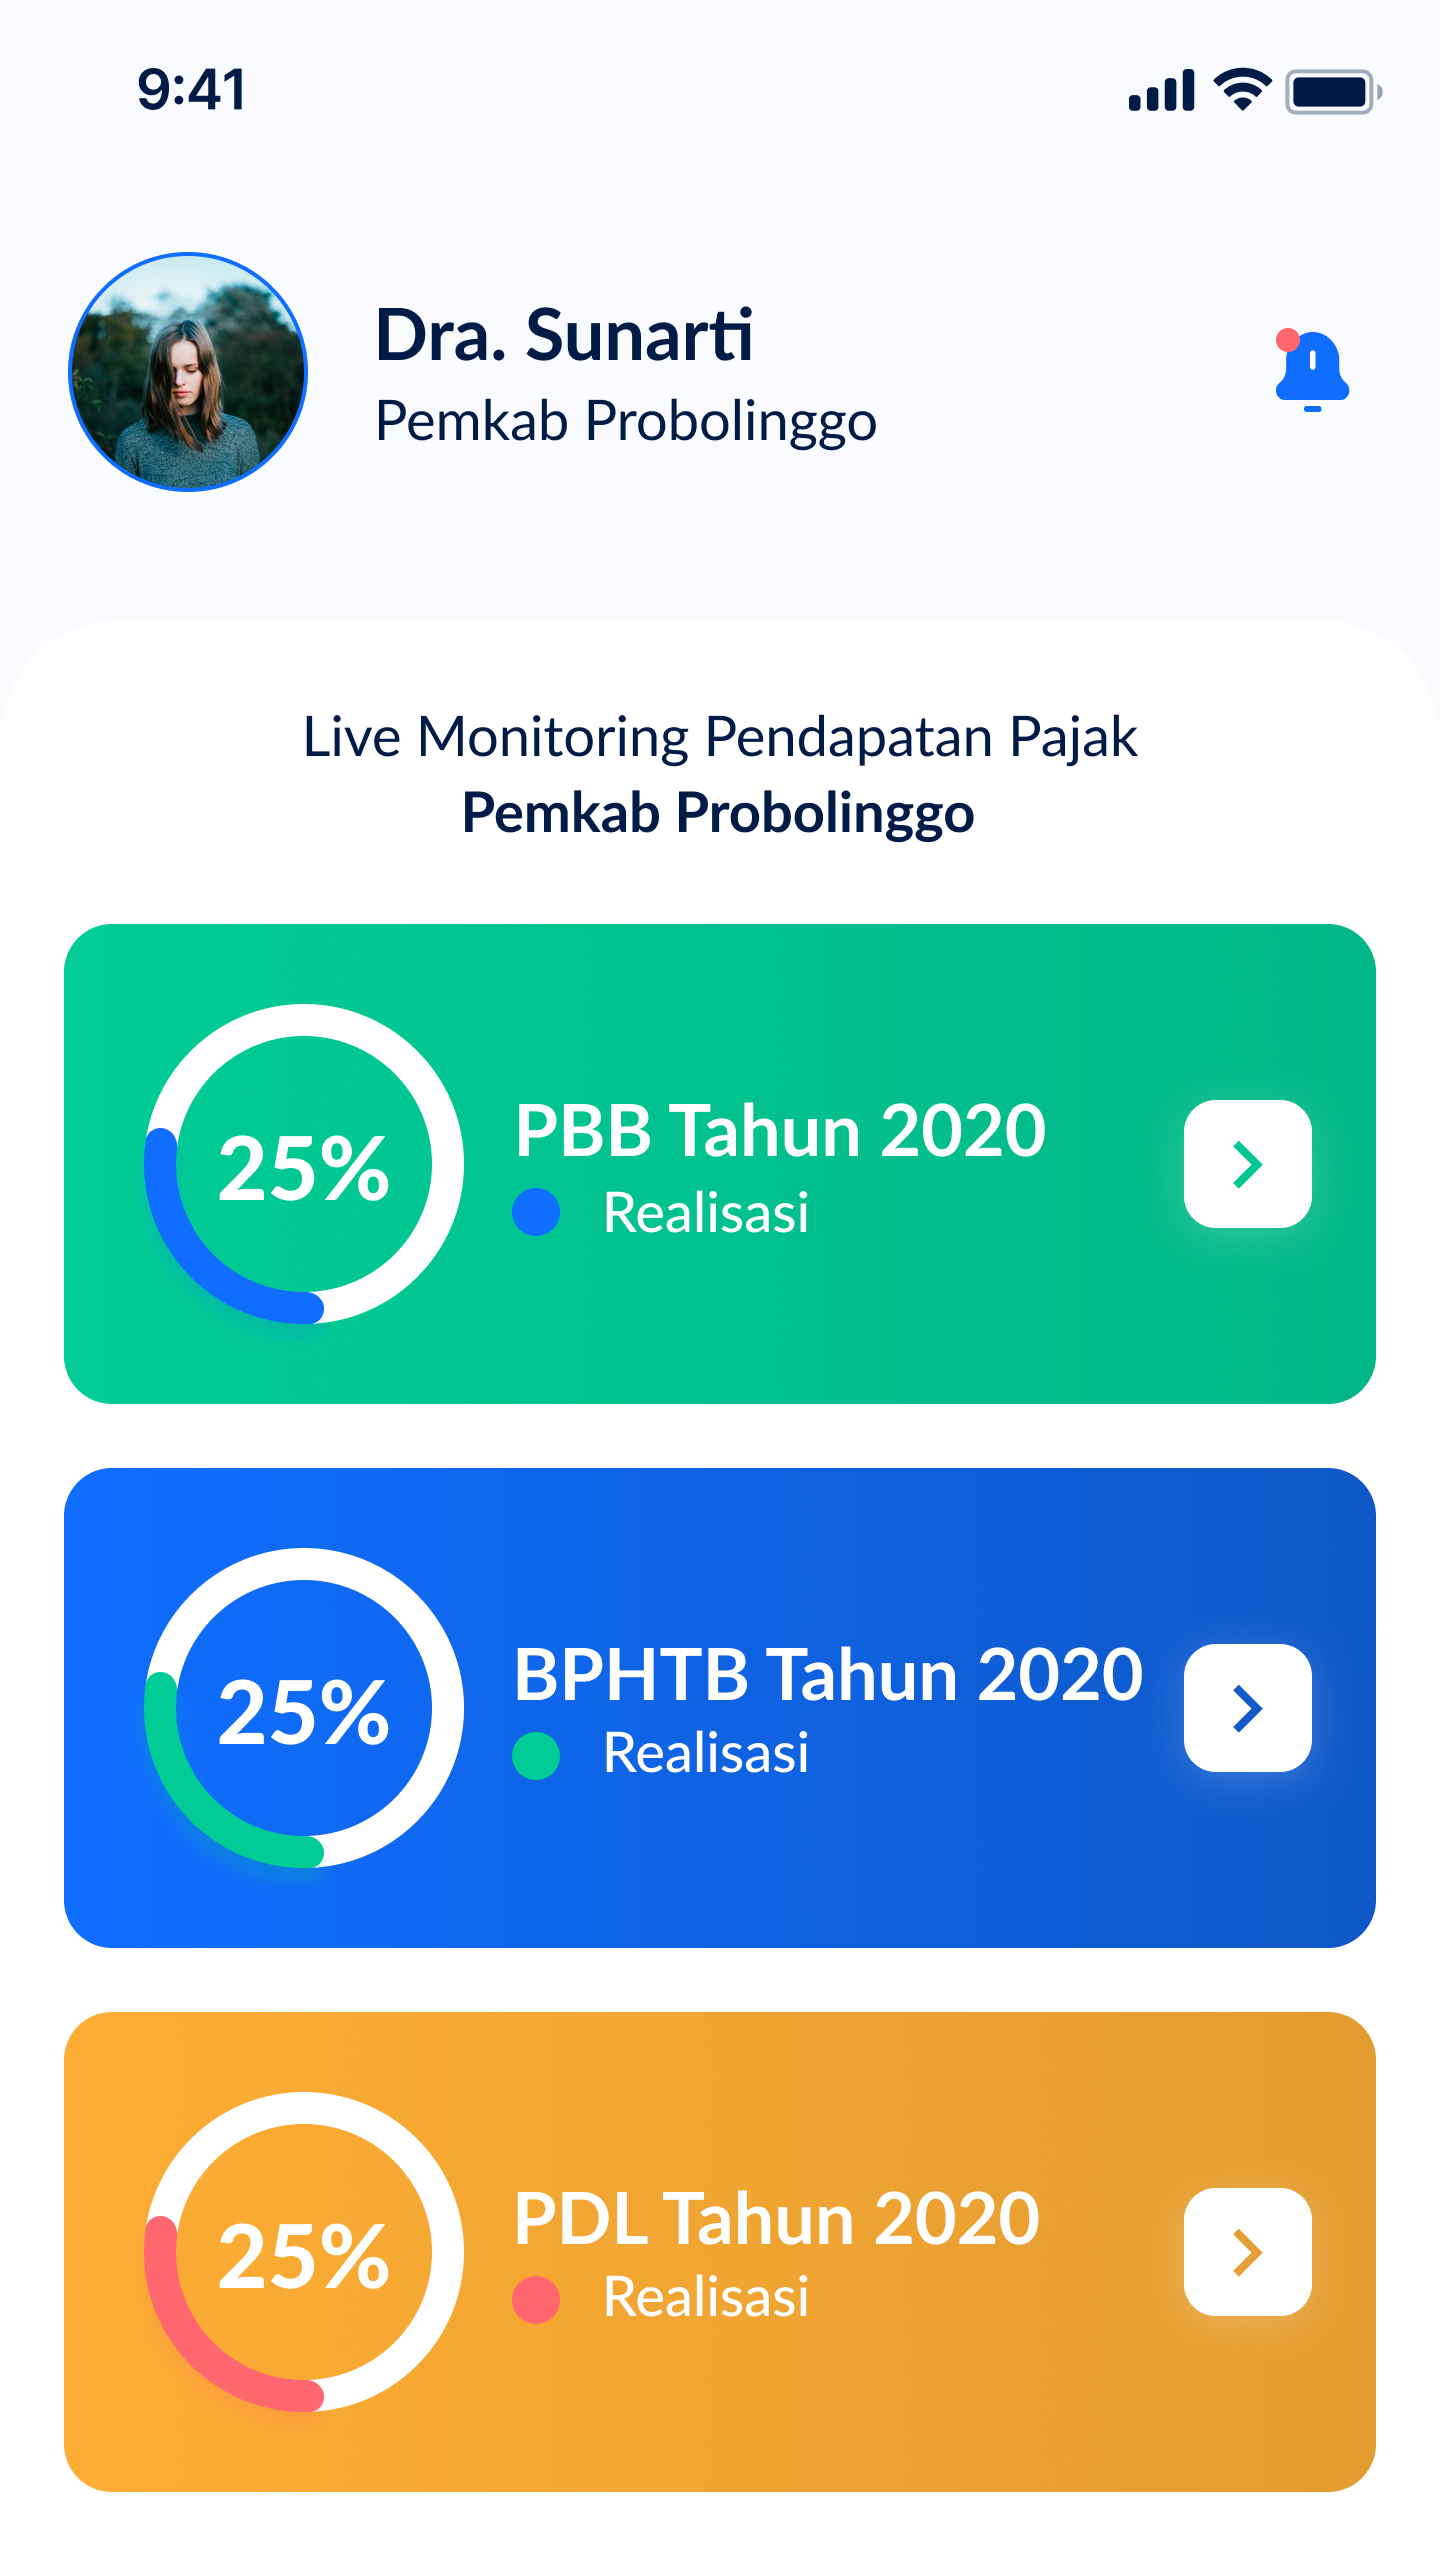 9:41
Dra. Sunarti
Pemkab Probolinggo
Live Monitoring Pendapatan Pajak
Pemkab Probolinggo
25%
PBB Tahun 2020
Realisasi
25%
BPHTB Tahun 2020
Realisasi
25%
PDL Tahun 2020
Realisasi